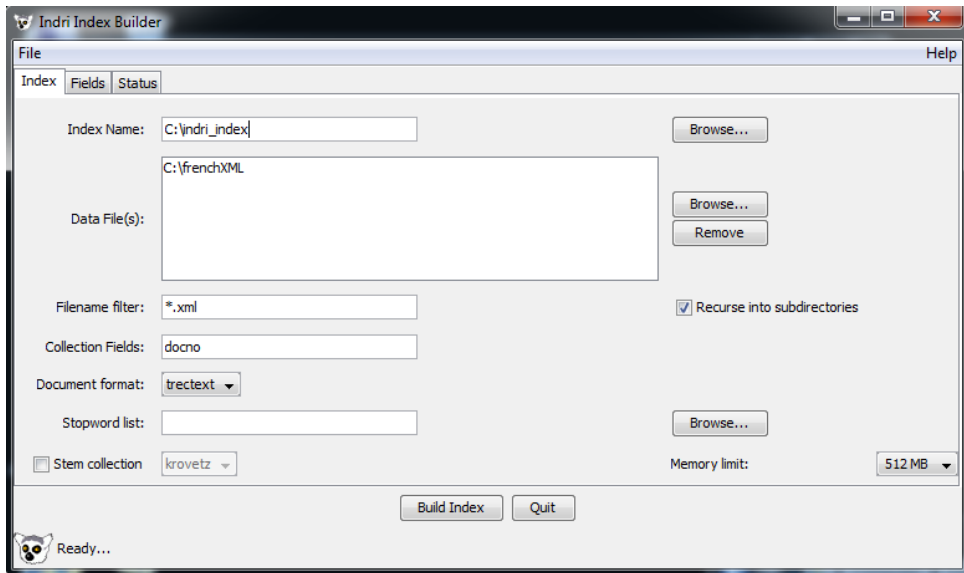 Indri Index Builder
File Help
Index Fields Status
Index Name: C:\indri_index Browse...
C:\frenchXML
Data File(s): Browse...
Remove
Filename filter: *.xml Recurse into subdirectories
Collection Fields: docno
Document format: trectext
Stopword list: Browse...
Stem collection krovetz Memory limit: 512 MB
Build Index Quit
Ready...